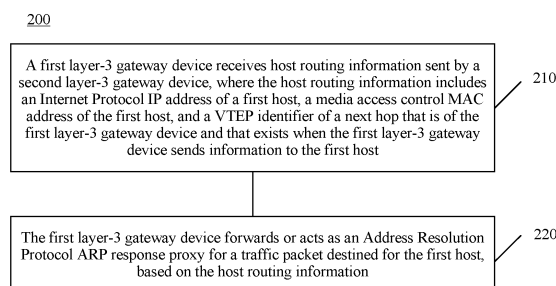 200
A first layer-3 gateway device receives host routing information sent by a
second layer-3 gateway device, where the host routing information includes
an Internet Protocol IP address of a first host, a media access control MAC
address of the first host, and a VTEP identifier of a next hop that is of
the first layer-3 gateway device and that exists when the first layer-3 gateway
device sends information to the first host
210
The first layer-3 gateway device forwards or acts as an Address Resolution
Protocol ARP response proxy for a traffic packet destined for the first host,
based on the host routing information
220